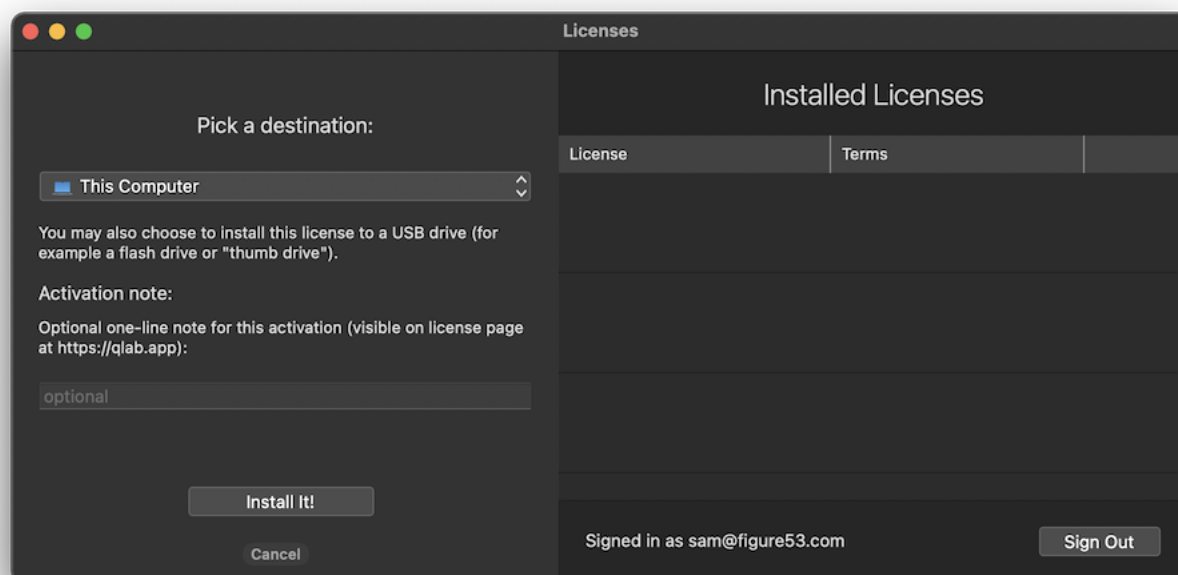 Licenses
Pick a destination:
This Computer
You may also choose to install this license to a USB drive (for
example a flash drive or "thumb drive").
Activation note:
Optional one-line note for this activation (visible on license page
at https://qlab.app):
optional
Install It!
Cancel
Installed Licenses
License Terms
Signed in as sam@figure53.com
Sign Out